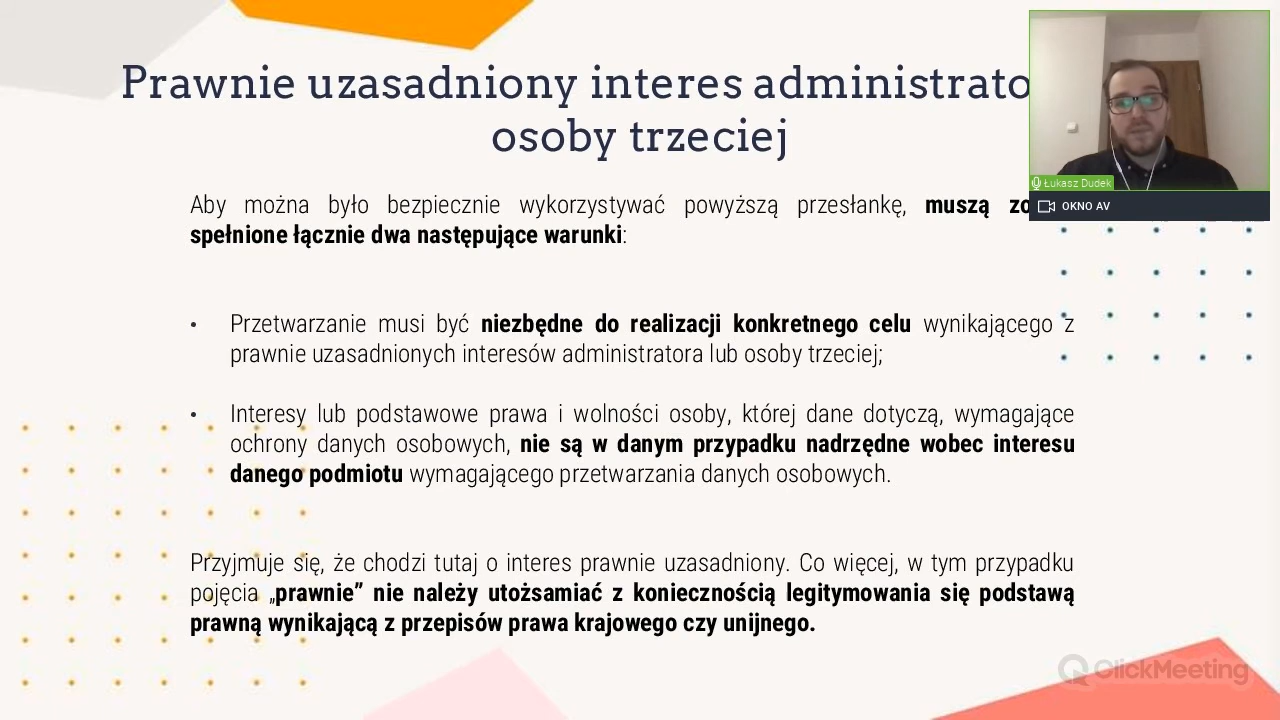 Prawnie uzasadniony interes administrato
osoby trzeciej
Łukasz Dudek
OKNO AV
Aby można było bezpiecznie wykorzystywać powyższą przesłankę, muszą
spełnione łącznie dwa następujące warunki:
• Przetwarzanie musi być niezbędne do realizacji konkretnego celu wynikającego z
prawnie uzasadnionych interesów administratora lub osoby trzeciej;
• Interesy lub podstawowe prawa i wolności osoby, której dane dotyczą, wymagające
ochrony danych osobowych, nie są w danym przypadku nadrzędne wobec interesu
danego podmiotu wymagającego przetwarzania danych osobowych.
Przyjmuje się, że chodzi tutaj o interes prawnie uzasadniony. Co więcej, w tym przypadku
pojęcia „prawnie” nie należy utożsamiać z koniecznością legitymowania się podstawą
prawną wynikającą z przepisów prawa krajowego czy unijnego.
ClickMeeting